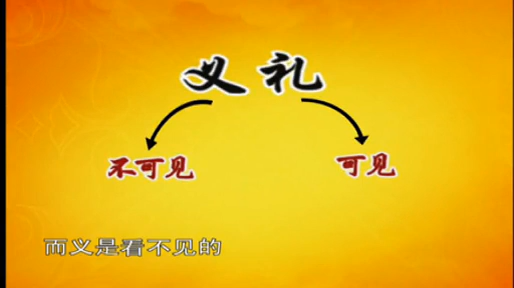 义礼
不可见 可见
而义是看不见的